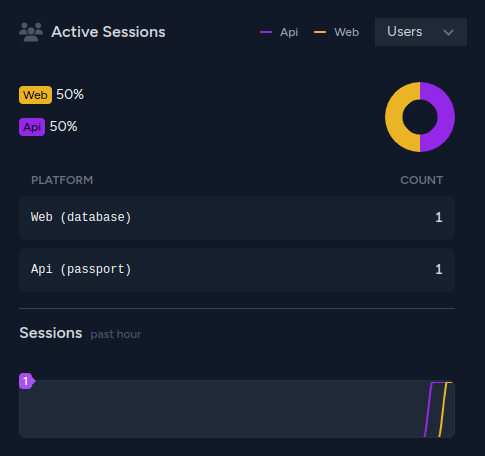 Active Sessions
Api Web Users
Web 50%
Api 50%
PLATFORM COUNT
Web (database) 1
Api (passport) 1
Sessions past hour
1